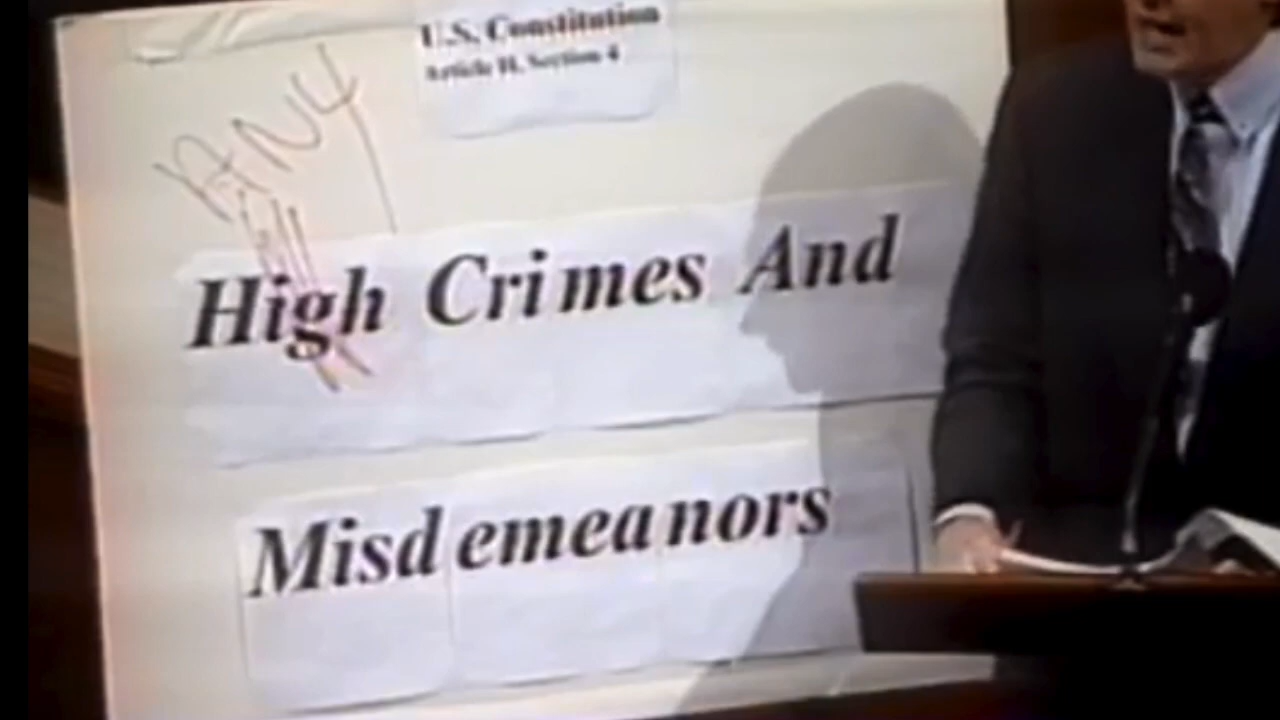 U.S. Constitution
Article II, Section 4
ANY
High Crimes And
Misdemeanors